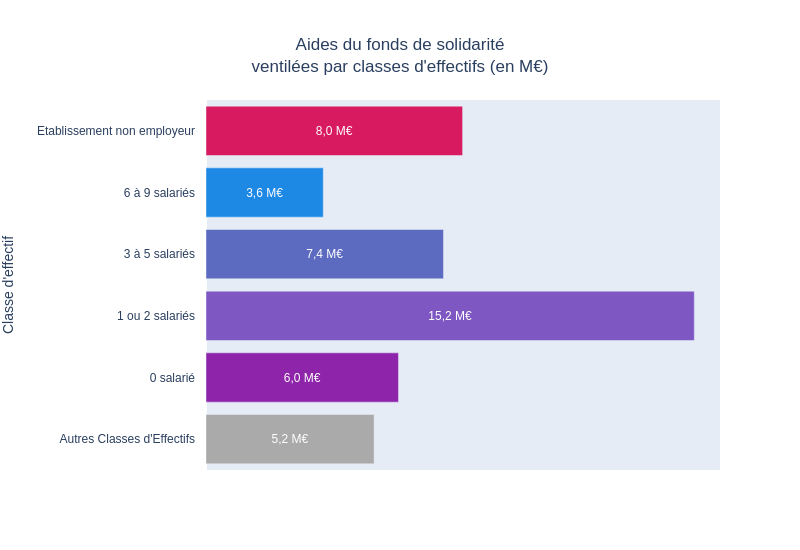 Aides du fonds de solidarité
ventilées par classes d'effectifs (en M€)
Classe d'effectif
Etablissement non employeur
8,0 M€
6 à 9 salariés
3,6 M€
3 à 5 salariés
7,4 M€
1 ou 2 salariés
15,2 M€
0 salarié
6,0 M€
Autres Classes d'Effectifs
5,2 M€